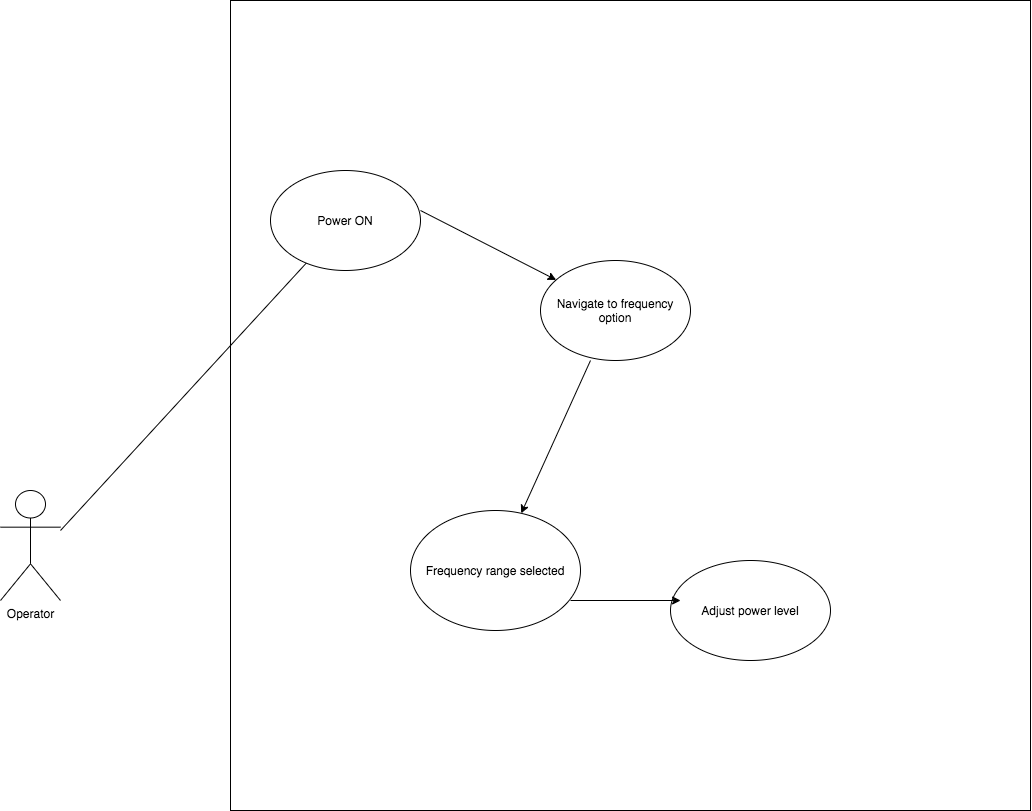 Power ON
Navigate to frequency
option
Frequency range selected
Adjust power level
Operator